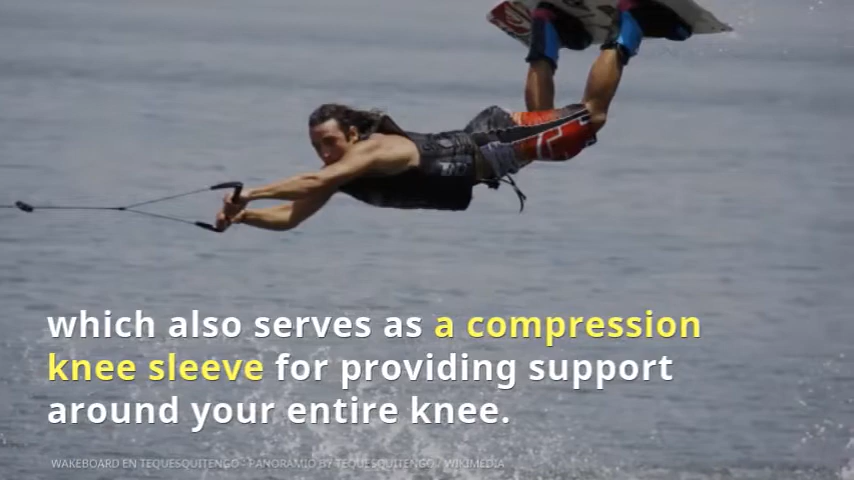 which also serves as a compression
knee sleeve for providing support
around your entire knee.
WAKEBOARD EN TEQUESQUITENGO - PANORAMIO BY TEQUESQUITENGO / WIKIMEDIA